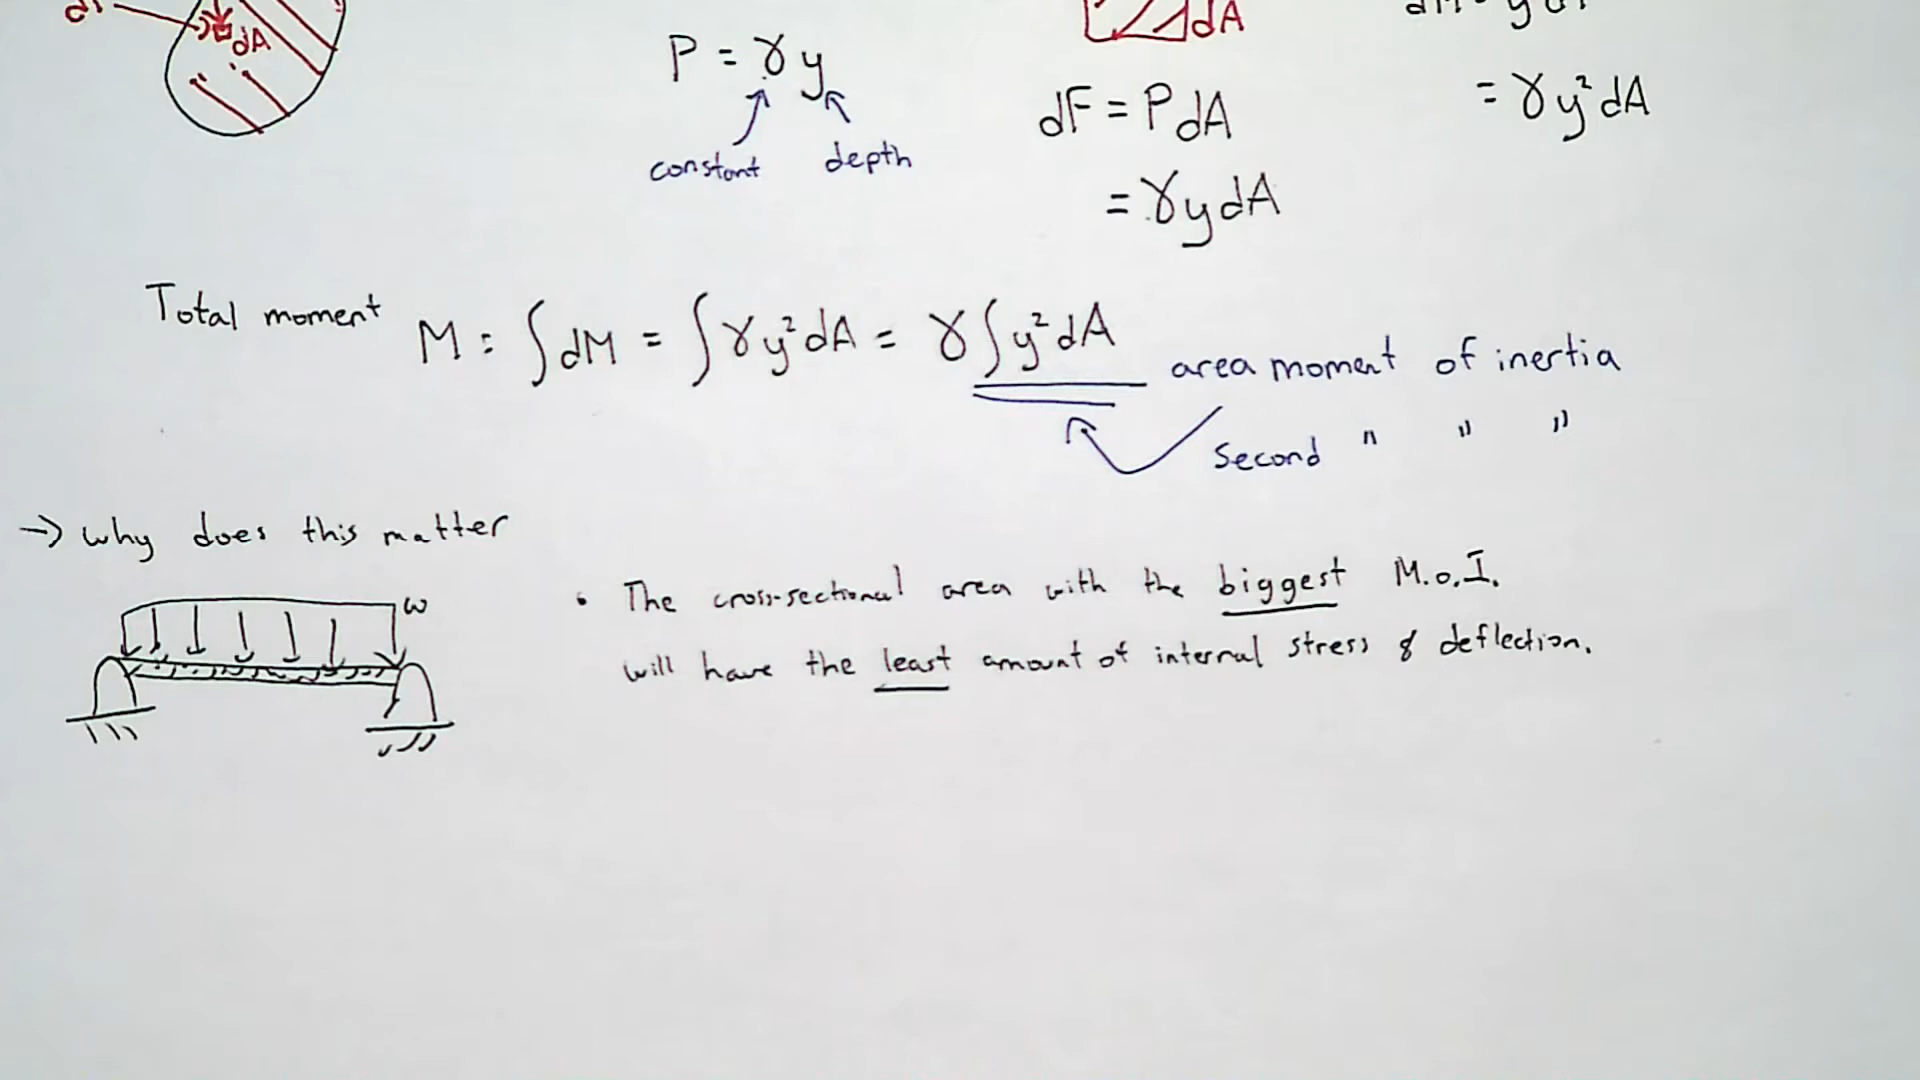 dA
P = γy
constant depth
dA
dF = PdA
= γydA
= γy²dA
Total moment M = ∫dM = ∫γy²dA = γ∫y²dA
area moment of inertia
Second " " "
→ why does this matter
w
• The cross-sectional area with the biggest M.o.I.
will have the least amount of internal stress & deflection.